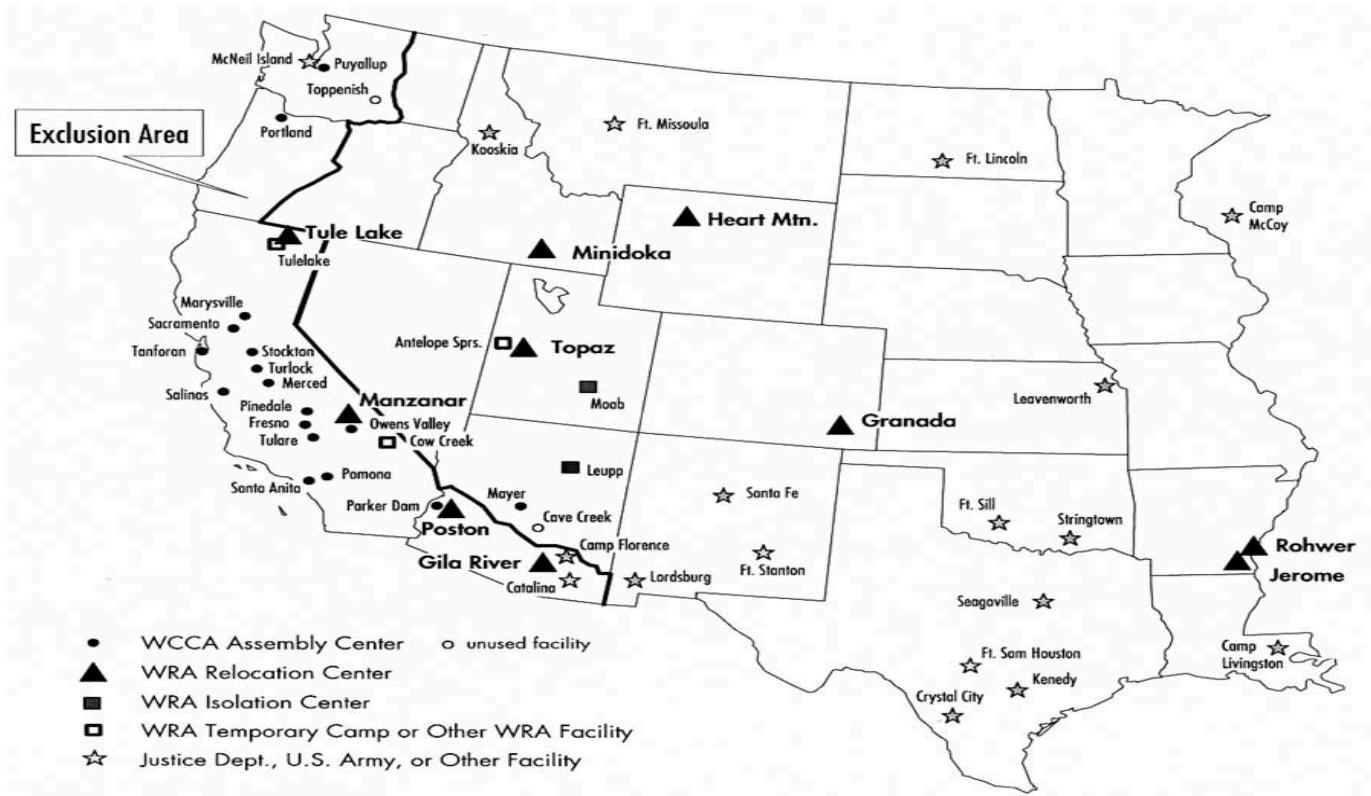 McNeil Island
Puyallup
Toppenish
Exclusion Area
Portland
Kooskia
Ft. Missoula
Ft. Lincoln
Camp
McCoy
Heart Mtn.
Tule Lake
Tulelake
Minidoka
Marysville
Sacramento
Tanforan
Stockton
Turlock
Merced
Salinas
Antelope Sprs.
Topaz
Moab
Leavenworth
Manzanar
Owens Valley
Cow Creek
Pinedale
Fresno
Tulare
Granada
Pomona
Santa Anita
Leupp
Parker Dam
Mayer
Poston
Cave Creek
Santa Fe
Ft. Sill
Stringtown
Camp Florence
Gila River
Catalina
Lordsburg
Ft. Stanton
Rohwer
Jerome
Seagoville
Ft. Sam Houston
Kenedy
Crystal City
Camp
Livingston
WCCA Assembly Center
unused facility
WRA Relocation Center
WRA Isolation Center
WRA Temporary Camp or Other WRA Facility
Justice Dept., U.S. Army, or Other Facility